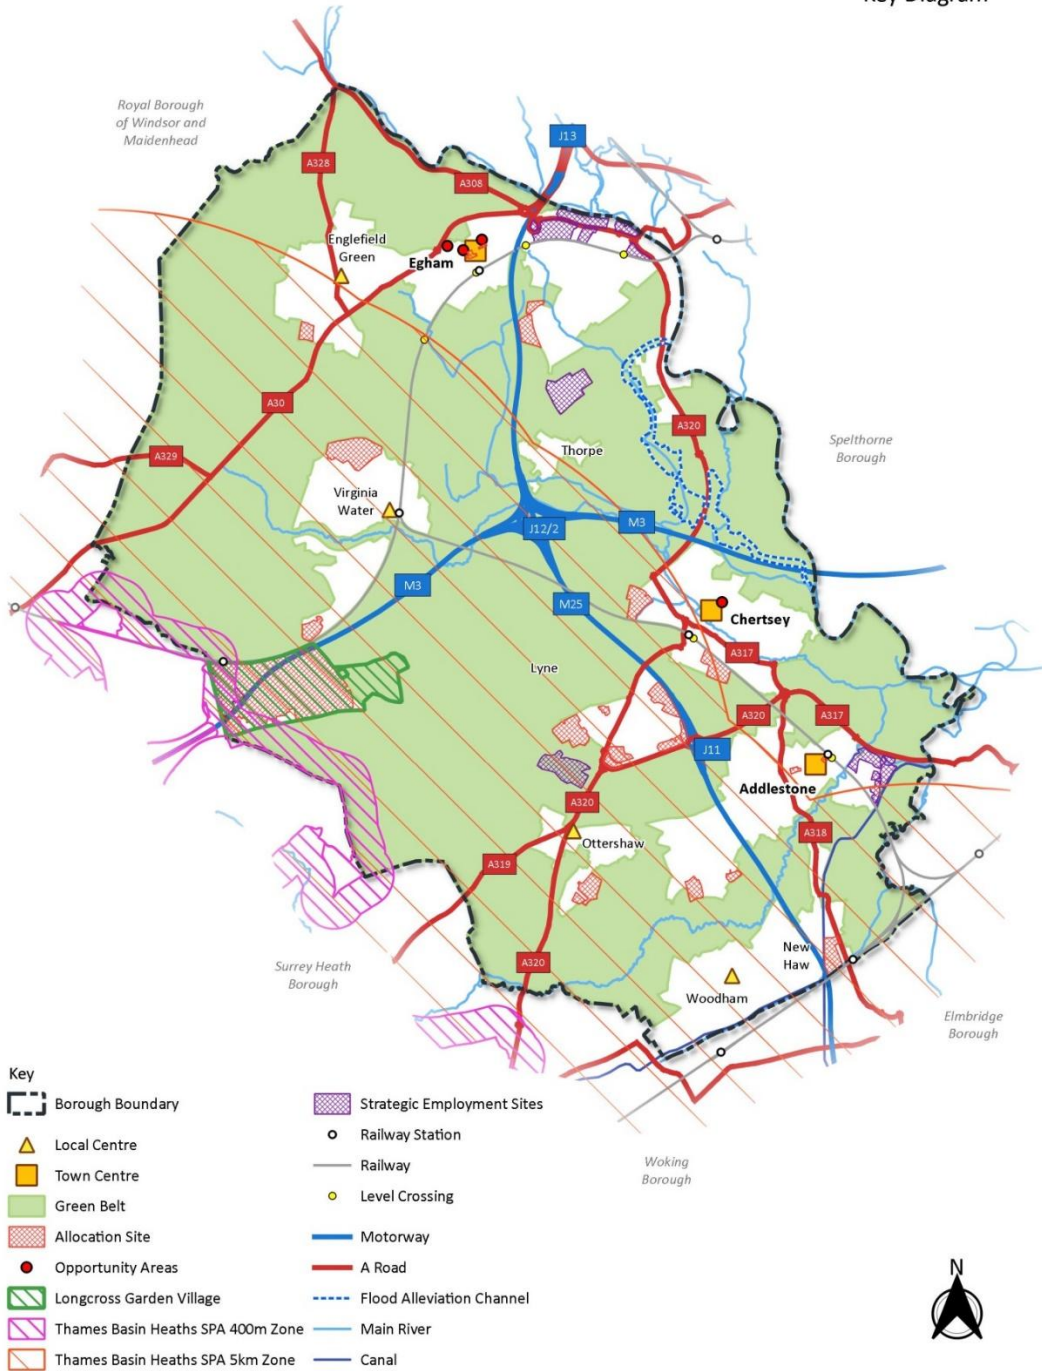 Key Diagram
Royal Borough
of Windsor and
Maidenhead
J13
A328
A308
Englefield
Green
Egham
A30
A320
Spelthorne
Borough
A329
Thorpe
Virginia
Water
J12/2
M3
M3
M25
Chertsey
A317
Lyne
A320
A317
J11
Addlestone
A320
A318
Ottershaw
A319
New
Haw
A320
Surrey Heath
Borough
Woodham
Elmbridge
Borough
Woking
Borough
Key
Borough Boundary
Local Centre
Town Centre
Green Belt
Allocation Site
Opportunity Areas
Longcross Garden Village
Thames Basin Heaths SPA 400m Zone
Thames Basin Heaths SPA 5km Zone
Strategic Employment Sites
Railway Station
Railway
Level Crossing
Motorway
A Road
Flood Alleviation Channel
Main River
Canal
N